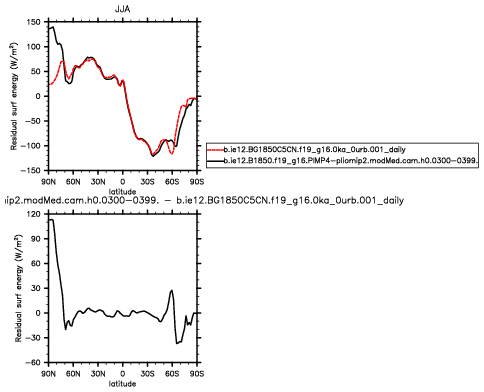 JJA
Residual surf energy (W/m²)
150
100
50
0
−50
−100
−150
90N 60N 30N 0 30S 60S 90S
latitude
b.ie12.BG1850C5CN.f19_g16.0ka_0urb.001_daily
b.ie12.B1850.f19_g16.PIMP4−pliomip2.modMed.cam.h0.0300−0399.
ip2.modMed.cam.h0.0300−0399. − b.ie12.BG1850C5CN.f19_g16.0ka_0urb.001_daily
Residual surf energy (W/m²)
120
90
60
30
0
−30
−60
90N 60N 30N 0 30S 60S 90S
latitude